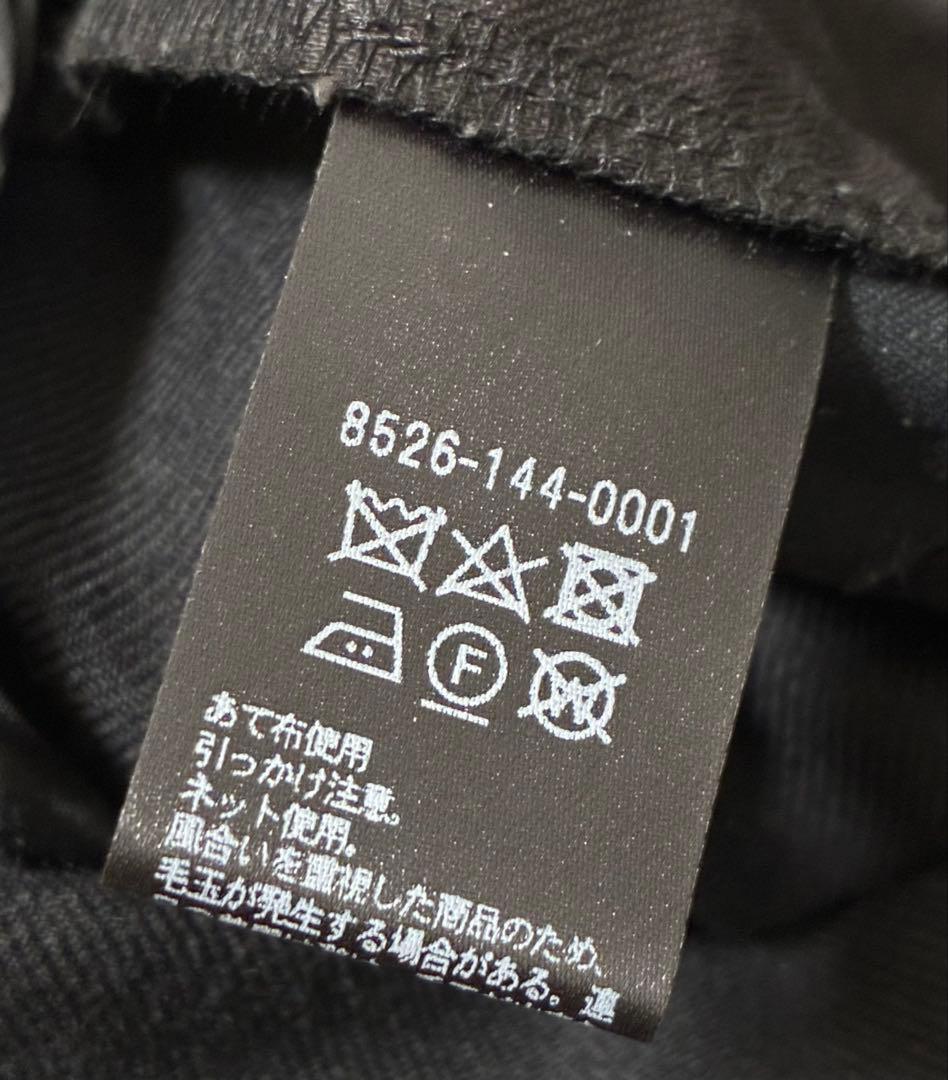 8526-144-0001
F
W
あて布使用
引っかけ注意。
ネット使用。
風合いを重視した商品のため、
毛玉が発生する場合がある。連